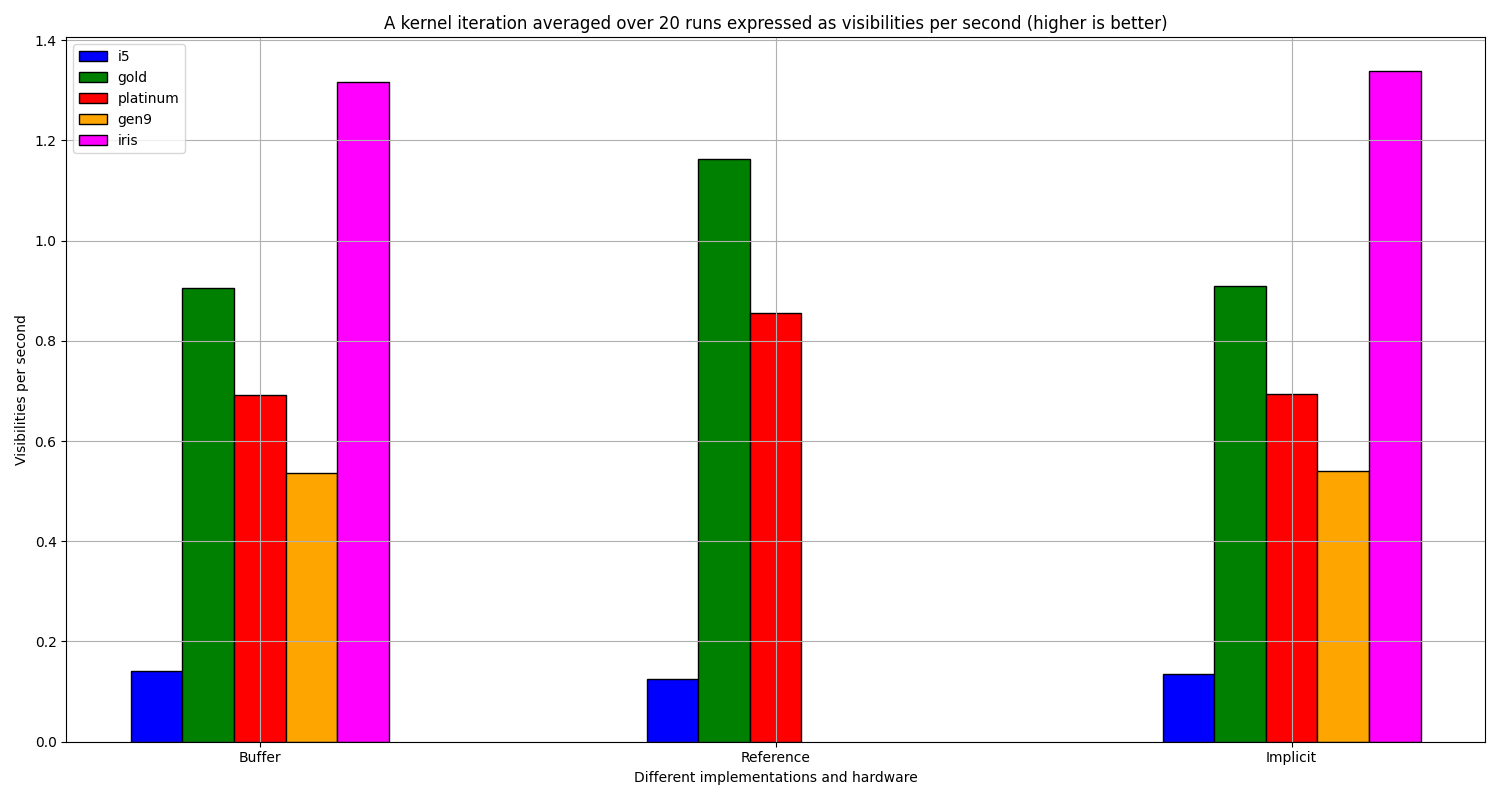 A kernel iteration averaged over 20 runs expressed as visibilities per second (higher is better)
1.4
1.2
1.0
0.8
0.6
0.4
0.2
0.0
Visibilities per second
i5
gold
platinum
gen9
iris
Buffer
Reference
Implicit
Different implementations and hardware